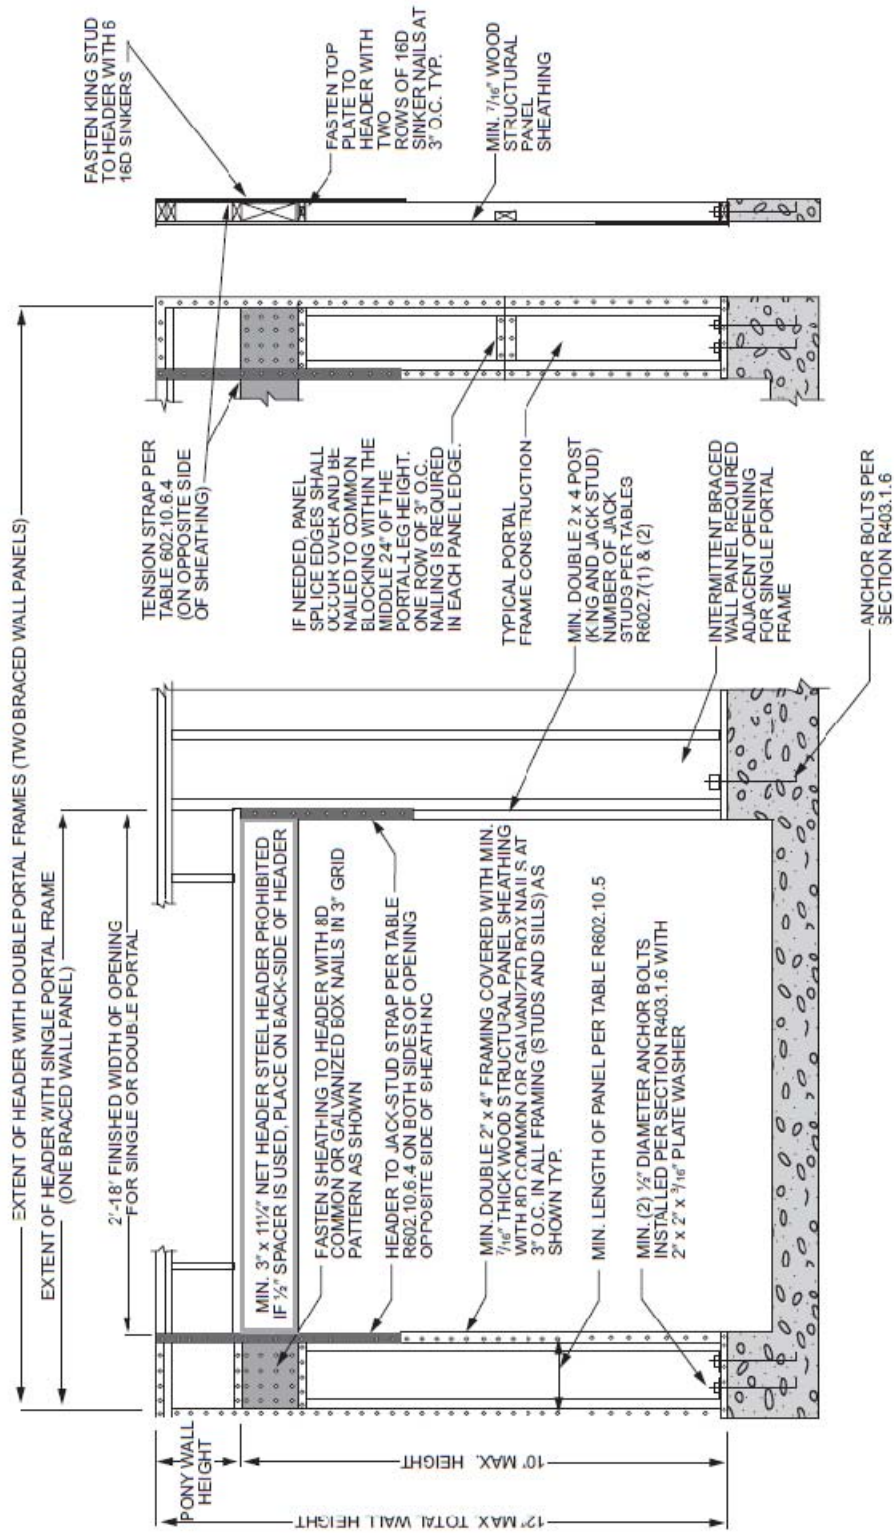 EXTENT OF HEADER WITH DOUBLE PORTAL FRAMES (TWO BRACED WALL PANELS)
EXTENT OF HEADER WITH SINGLE PORTAL FRAME
(ONE BRACED WALL PANEL)
2'-18' FINISHED WIDTH OF OPENING
FOR SINGLE OR DOUBLE PORTAL
PONY WALL
HEIGHT
10' MAX. HEIGHT
12' MAX. TOTAL WALL HEIGHT
MIN. 3" x 11¼" NET HEADER STEEL HEADER PROHIBITED
IF ½" SPACER IS USED, PLACE ON BACK-SIDE OF HEADER
FASTEN SHEATHING TO HEADER WITH 8D
COMMON OR GALVANIZED BOX NAILS IN 3" GRID
PATTERN AS SHOWN
HEADER TO JACK-STUD STRAP PER TABLE
R602.10.6.4 ON BOTH SIDES OF OPENING
OPPOSITE SIDE OF SHEATHING
MIN. DOUBLE 2" x 4" FRAMING COVERED WITH MIN.
7/16" THICK WOOD STRUCTURAL PANEL SHEATHING
WITH 8D COMMON OR GALVANIZED BOX NAILS AT
3" O.C. IN ALL FRAMING (STUDS AND SILLS) AS
SHOWN TYP.
MIN. LENGTH OF PANEL PER TABLE R602.10.5
MIN. (2) ½" DIAMETER ANCHOR BOLTS
INSTALLED PER SECTION R403.1.6 WITH
2" x 2" x 3/16" PLATE WASHER
TENSION STRAP PER
TABLE 602.10.6.4
(ON OPPOSITE SIDE
OF SHEATHING)
IF NEEDED, PANEL
SPLICE EDGES SHALL
OCCUR OVER AND BE
NAILED TO COMMON
BLOCKING WITHIN THE
MIDDLE 24" OF THE
PORTAL-LEG HEIGHT.
ONE ROW OF 3" O.C.
NAILING IS REQUIRED
IN EACH PANEL EDGE.
TYPICAL PORTAL
FRAME CONSTRUCTION
MIN. DOUBLE 2 x 4 POST
(KING AND JACK STUD)
NUMBER OF JACK
STUDS PER TABLES
R602.7(1) & (2)
INTERMITTENT BRACED
WALL PANEL REQUIRED
ADJACENT OPENING
FOR SINGLE PORTAL
FRAME
ANCHOR BOLTS PER
SECTION R403.1.6
FASTEN KING STUD
TO HEADER WITH 6
16D SINKERS
FASTEN TOP
PLATE TO
HEADER WITH
TWO
ROWS OF 16D
SINKER NAILS AT
3" O.C. TYP.
MIN. 7/16" WOOD
STRUCTURAL
PANEL
SHEATHING